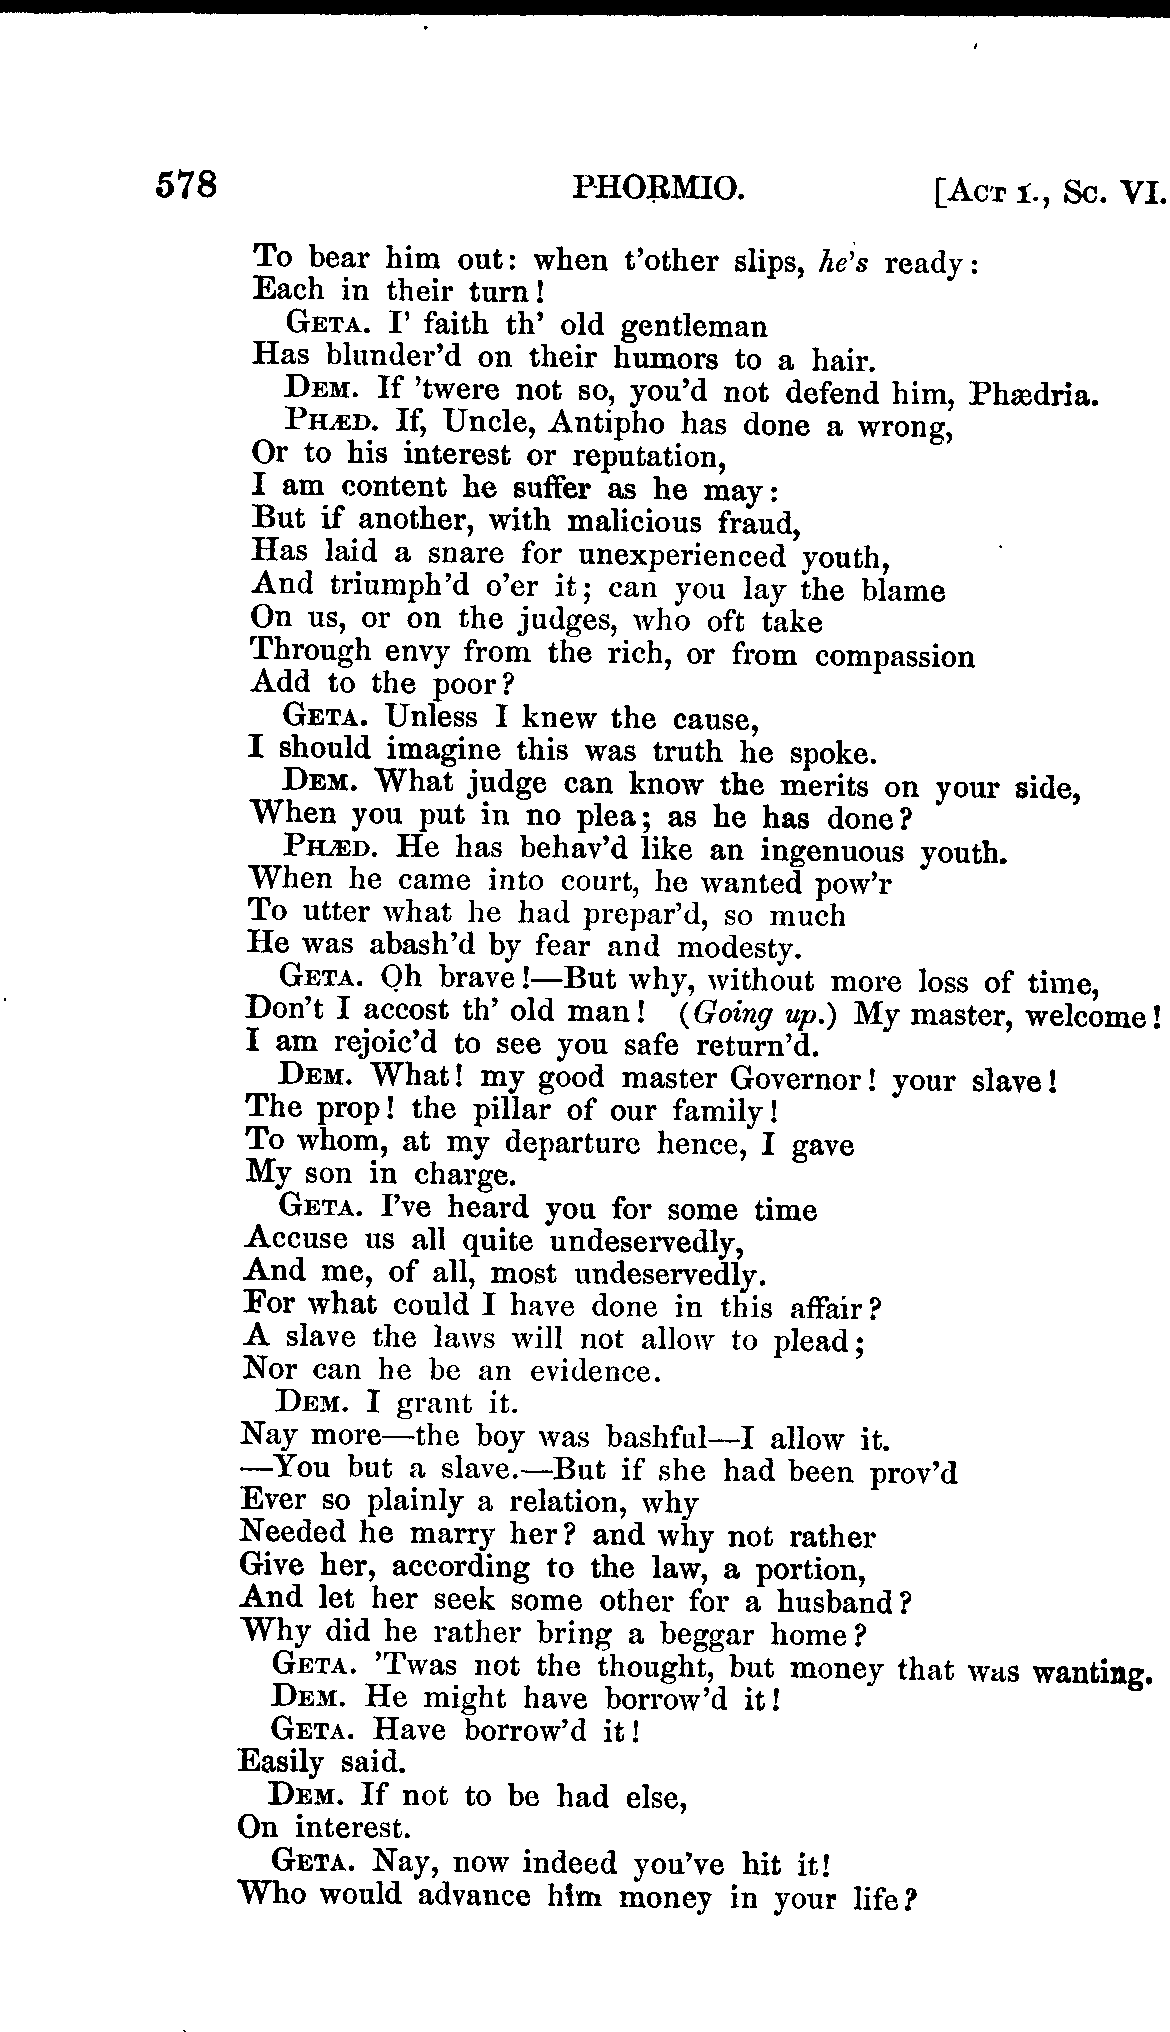 578 PHORMIO. [ACT I., SC. VI.
To bear him out: when t'other slips, he's ready:
Each in their turn!
GETA. I' faith th' old gentleman
Has blunder'd on their humors to a hair.
DEM. If 'twere not so, you'd not defend him, Phædria.
PHÆD. If, Uncle, Antipho has done a wrong,
Or to his interest or reputation,
I am content he suffer as he may:
But if another, with malicious fraud,
Has laid a snare for unexperienced youth,
And triumph'd o'er it; can you lay the blame
On us, or on the judges, who oft take
Through envy from the rich, or from compassion
Add to the poor?
GETA. Unless I knew the cause,
I should imagine this was truth he spoke.
DEM. What judge can know the merits on your side,
When you put in no plea; as he has done?
PHÆD. He has behav'd like an ingenuous youth.
When he came into court, he wanted pow'r
To utter what he had prepar'd, so much
He was abash'd by fear and modesty.
GETA. Oh brave!—But why, without more loss of time,
Don't I accost th' old man! (Going up.) My master, welcome!
I am rejoic'd to see you safe return'd.
DEM. What! my good master Governor! your slave!
The prop! the pillar of our family!
To whom, at my departure hence, I gave
My son in charge.
GETA. I've heard you for some time
Accuse us all quite undeservedly,
And me, of all, most undeservedly.
For what could I have done in this affair?
A slave the laws will not allow to plead;
Nor can he be an evidence.
DEM. I grant it.
Nay more—the boy was bashful—I allow it.
—You but a slave.—But if she had been prov'd
Ever so plainly a relation, why
Needed he marry her? and why not rather
Give her, according to the law, a portion,
And let her seek some other for a husband?
Why did he rather bring a beggar home?
GETA. 'Twas not the thought, but money that was wanting.
DEM. He might have borrow'd it!
GETA. Have borrow'd it!
Easily said.
DEM. If not to be had else,
On interest.
GETA. Nay, now indeed you've hit it!
Who would advance him money in your life?